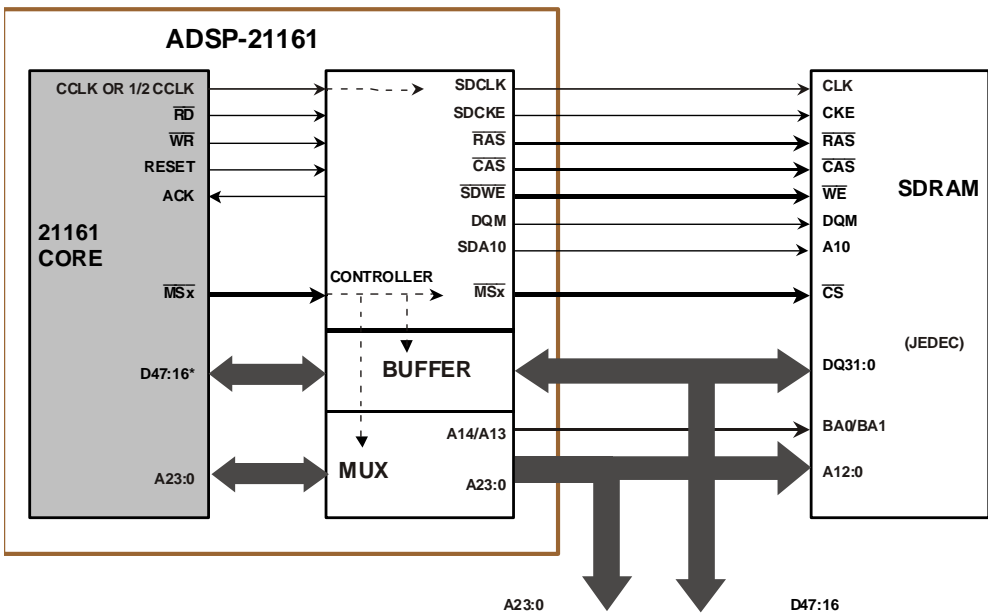 ADSP-21161
CCLK OR 1/2 CCLK
RD
WR
RESET
ACK
21161
CORE
MSx
D47:16*
A23:0
SDCLK
SDCKE
RAS
CAS
SDWE
DQM
SDA10
CONTROLLER
MSx
BUFFER
A14/A13
MUX
A23:0
CLK
CKE
RAS
CAS
WE
SDRAM
DQM
A10
CS
(JEDEC)
DQ31:0
BA0/BA1
A12:0
A23:0
D47:16